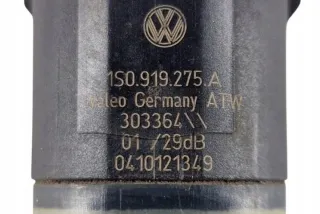 1S0.919.275.A
Valeo Germany ATW
303364\\
01 /29dB
0410121349